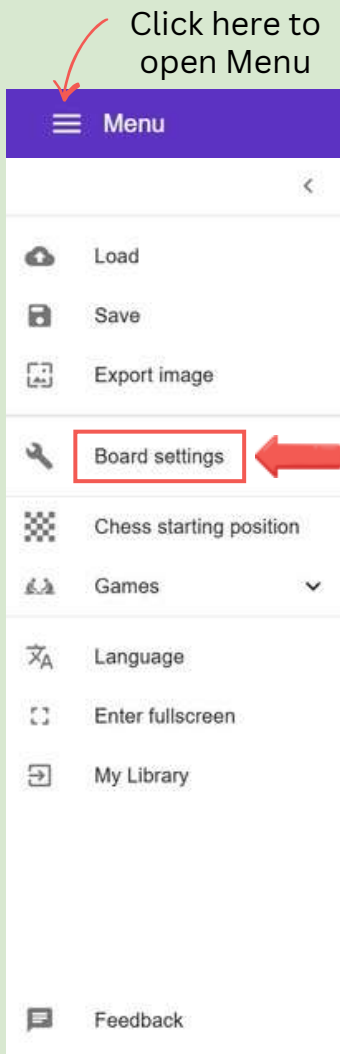 Click here to
open Menu
Menu
Load
Save
Export image
Board settings
Chess starting position
Games
Language
Enter fullscreen
My Library
Feedback